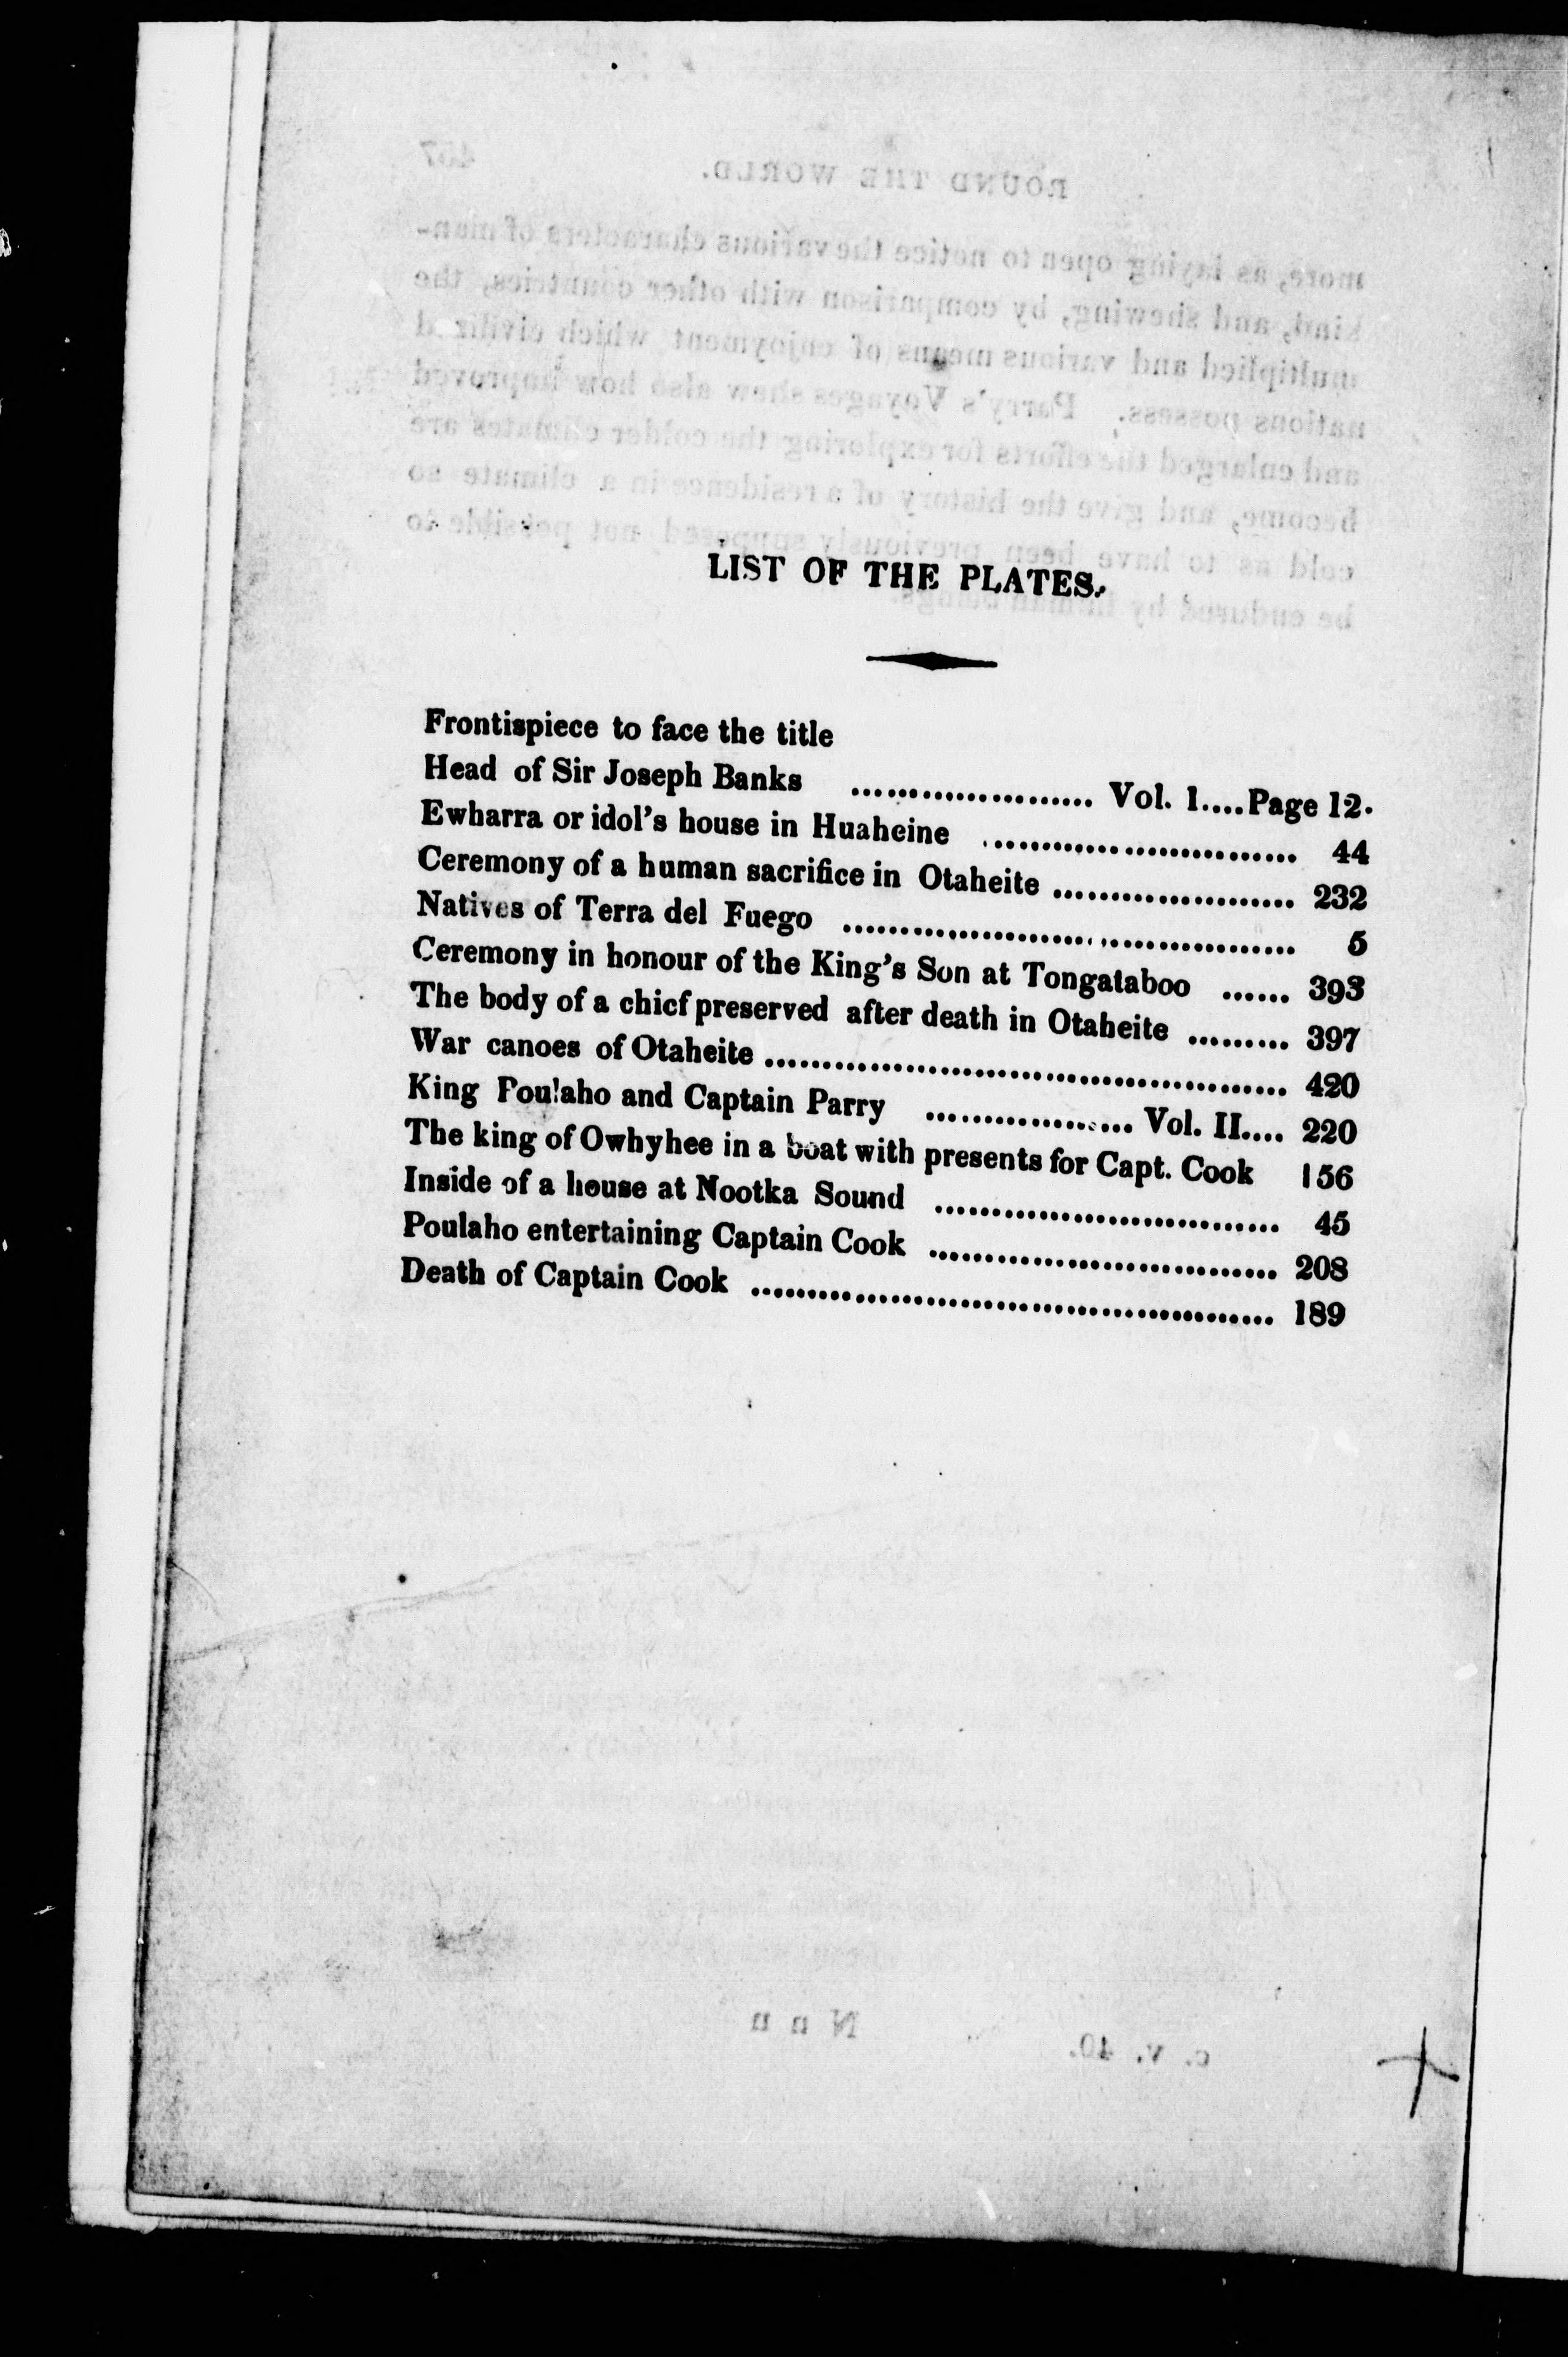 LIST OF THE PLATES.
Frontispiece to face the title
Head of Sir Joseph Banks ..................... Vol. I....Page 12.
Ewharra or idol's house in Huaheine ........................... 44
Ceremony of a human sacrifice in Otaheite ..................... 232
Natives of Terra del Fuego ...................................... 5
Ceremony in honour of the King's Son at Tongataboo ...... 393
The body of a chief preserved after death in Otaheite ......... 397
War canoes of Otaheite ............................................. 420
King Poulaho and Captain Parry .................. Vol. II.... 220
The king of Owhyhee in a boat with presents for Capt. Cook 156
Inside of a house at Nootka Sound .............................. 45
Poulaho entertaining Captain Cook .............................. 208
Death of Captain Cook ............................................. 189